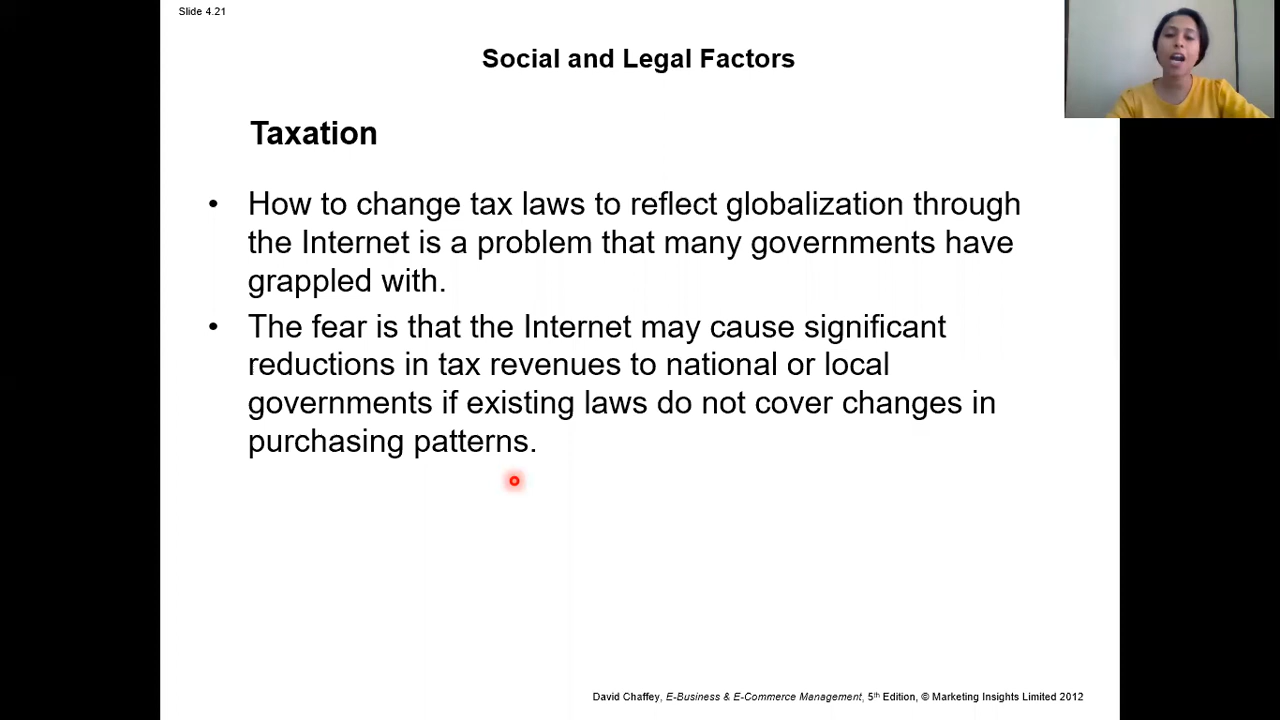 Slide 4.21
Social and Legal Factors
Taxation
• How to change tax laws to reflect globalization through
the Internet is a problem that many governments have
grappled with.
• The fear is that the Internet may cause significant
reductions in tax revenues to national or local
governments if existing laws do not cover changes in
purchasing patterns.
David Chaffey, E-Business & E-Commerce Management, 5th Edition, © Marketing Insights Limited 2012